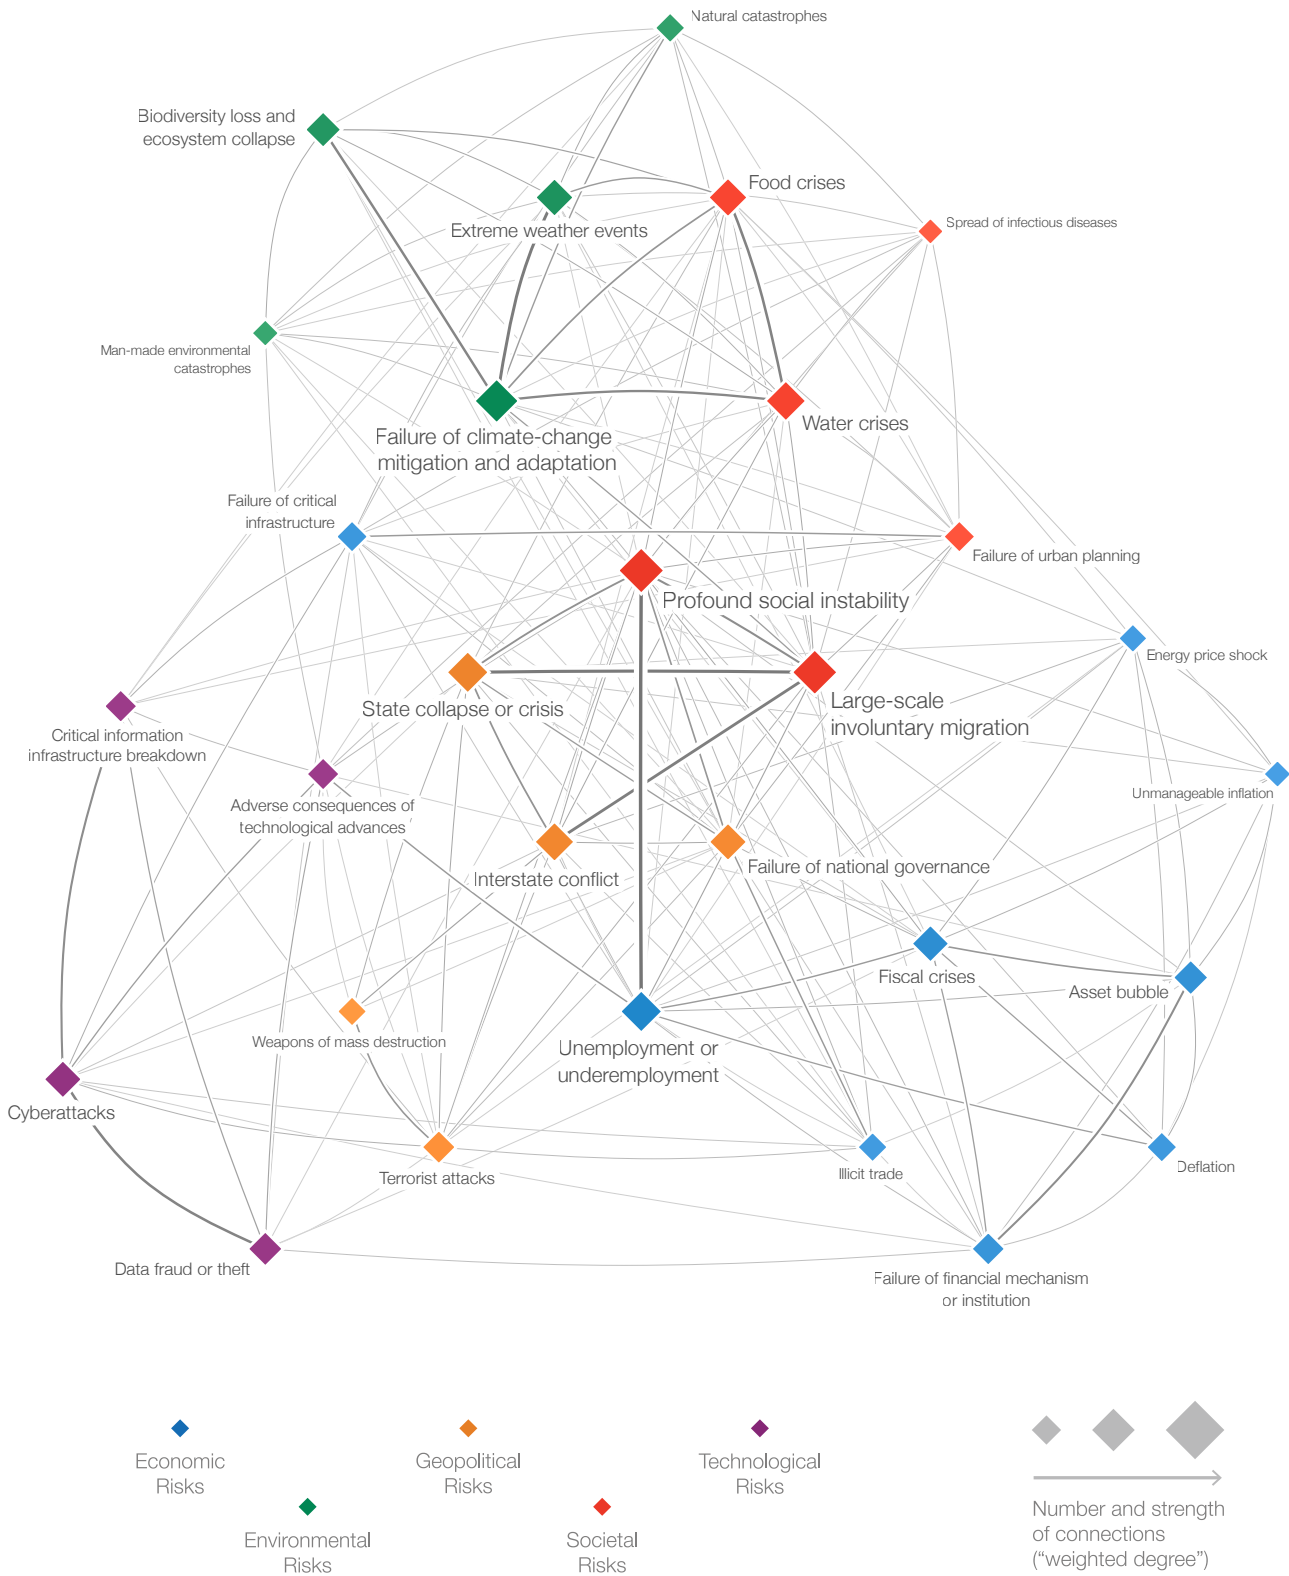 Natural catastrophes
Biodiversity loss and
ecosystem collapse
Food crises
Extreme weather events
Spread of infectious diseases
Man-made environmental
catastrophes
Water crises
Failure of climate-change
mitigation and adaptation
Failure of critical
infrastructure
Failure of urban planning
Profound social instability
Energy price shock
State collapse or crisis
Large-scale
involuntary migration
Critical information
infrastructure breakdown
Unmanageable inflation
Adverse consequences of
technological advances
Failure of national governance
Interstate conflict
Fiscal crises
Asset bubble
Weapons of mass destruction
Unemployment or
underemployment
Cyberattacks
Terrorist attacks
Illicit trade
Deflation
Data fraud or theft
Failure of financial mechanism
or institution
Economic
Risks
Geopolitical
Risks
Technological
Risks
Environmental
Risks
Societal
Risks
Number and strength
of connections
(“weighted degree”)